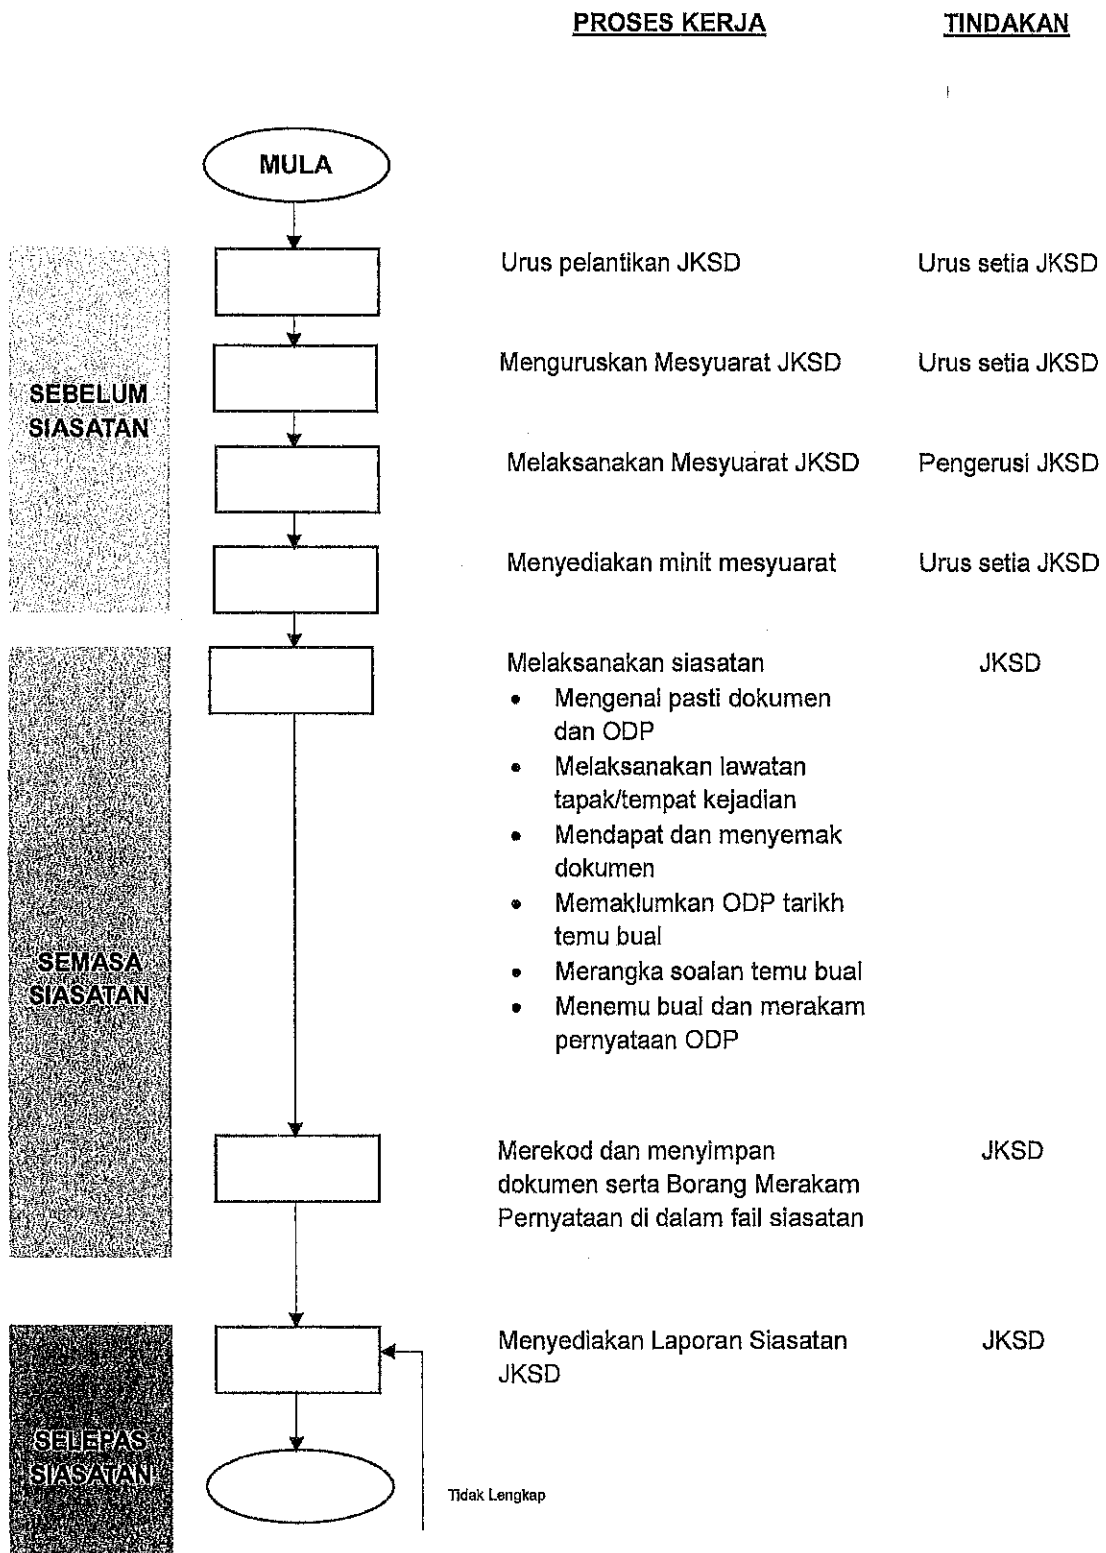 PROSES KERJA
TINDAKAN
MULA
SEBELUM
SIASATAN
Urus pelantikan JKSD
Urus setia JKSD
Menguruskan Mesyuarat JKSD
Urus setia JKSD
Melaksanakan Mesyuarat JKSD
Pengerusi JKSD
Menyediakan minit mesyuarat
Urus setia JKSD
SEMASA
SIASATAN
Melaksanakan siasatan
JKSD
• Mengenal pasti dokumen
dan ODP
• Melaksanakan lawatan
tapak/tempat kejadian
• Mendapat dan menyemak
dokumen
• Memaklumkan ODP tarikh
temu bual
• Merangka soalan temu bual
• Menemu bual dan merakam
pernyataan ODP
Merekod dan menyimpan
dokumen serta Borang Merakam
Pernyataan di dalam fail siasatan
JKSD
SELEPAS
SIASATAN
Menyediakan Laporan Siasatan
JKSD
JKSD
Tidak Lengkap